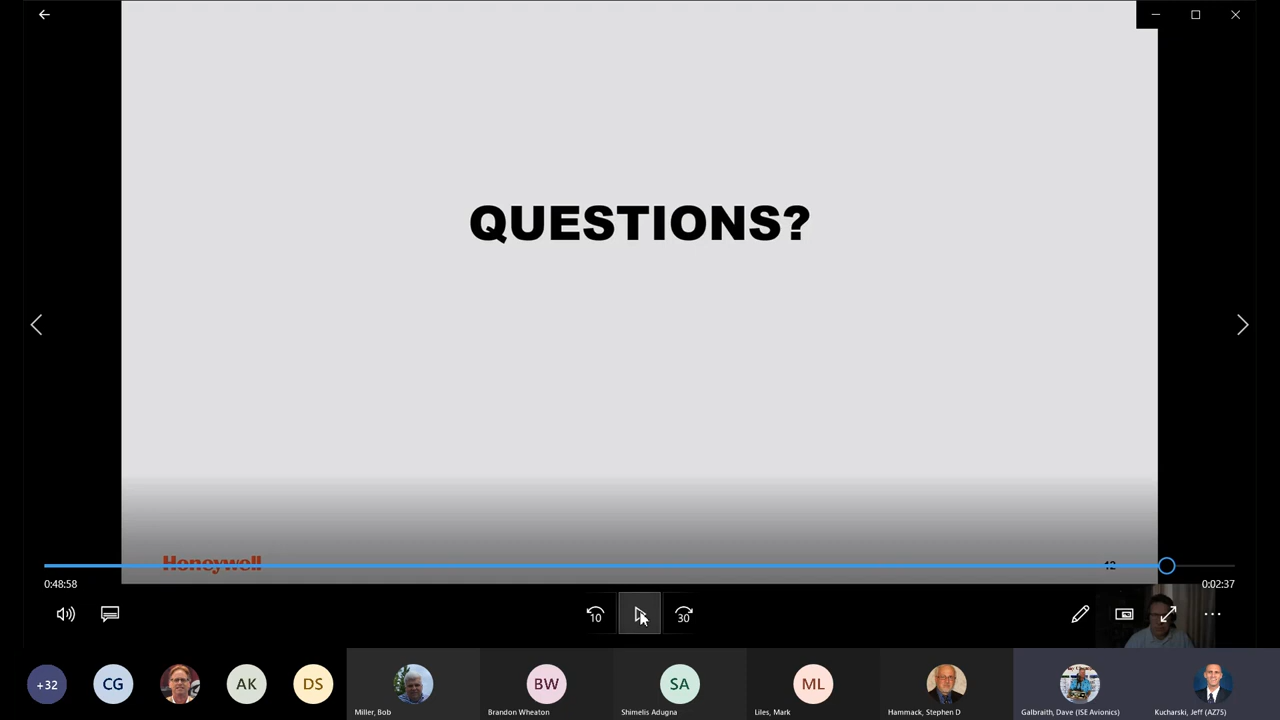 QUESTIONS?
Honeywell
42
0:48:58
0:02:37
10
30
+32
CG
AK
DS
BW
SA
ML
Miller, Bob
Brandon Wheaton
Shimelis Adugna
Liles, Mark
Hammack, Stephen D
Galbraith, Dave (ISE Avionics)
Kucharski, Jeff (AZ75)